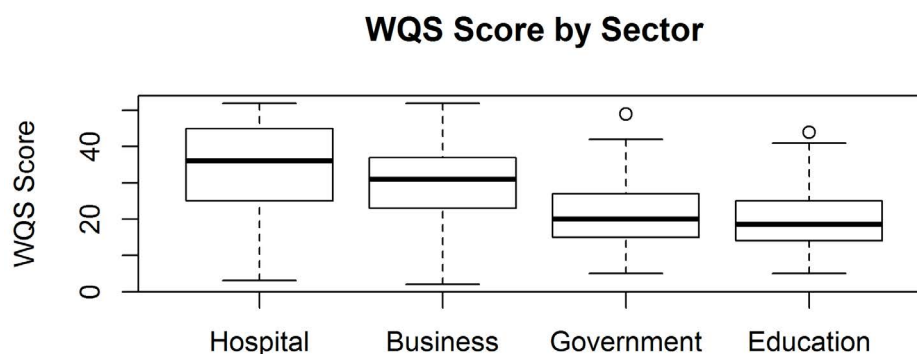 WQS Score by Sector
WQS Score
40
20
0
Hospital Business Government Education